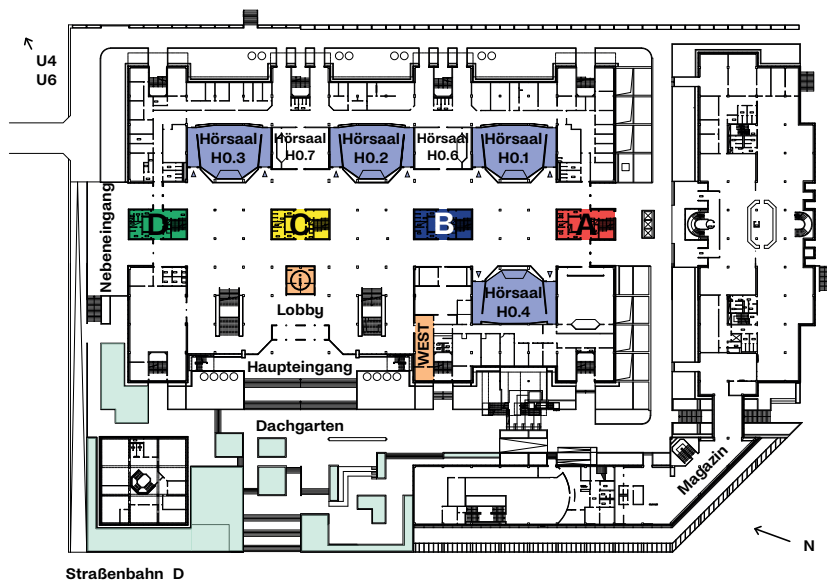 U4
U6
Hörsaal
H0.3
Hörsaal
H0.7
Hörsaal
H0.2
Hörsaal
H0.6
Hörsaal
H0.1
Nebeneingang
D
C
B
A
i
Lobby
Hörsaal
H0.4
WEST
Haupteingang
Dachgarten
Magazin
N
Straßenbahn D